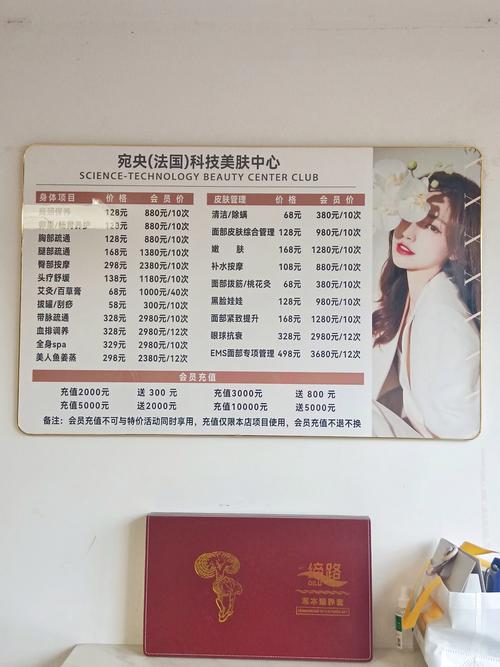 宛央(法国)科技美肤中心
SCIENCE-TECHNOLOGY BEAUTY CENTER CLUB
身体项目 价 格 会 员 价
肩颈保养 128元 880元/10次
128元 880元/10次
胸部疏通 128元 880元/10次
腿部疏通 168元 1380元/10次
臀部按摩 298元 2380元/10次
头疗舒缓 138元 1180元/10次
艾灸/百草膏 68元 1000元/40次
拔罐/刮痧 58元 300元/10次
带脉疏通 328元 2980元/12次
血排调养 328元 2980元/12次
全身spa 329元 2980元/10次
美人鱼姜蒸 298元 2380元/12次
皮肤管理 价 格 会 员 价
清洁/除螨 68元 380元/10次
面部皮肤综合管理 128元 980元/10次
嫩 肤 168元 1280元/10次
补水按摩 108元 880元/10次
面部拨筋/桃花灸 68元 380元/10次
黑脸娃娃 128元 980元/10次
面部紧致提升 168元 1280元/10次
眼球抗衰 328元 2980元/12次
EMS面部专项管理 498元 3680元/12次
会员充值
充值2000元 送 300 元 充值3000元 送 800 元
充值5000元 送2000元 充值10000元 送5000元
备注：会员充值不可与特价活动同时享用，充值仅限本店项目使用，会员充值不退不换
QILU